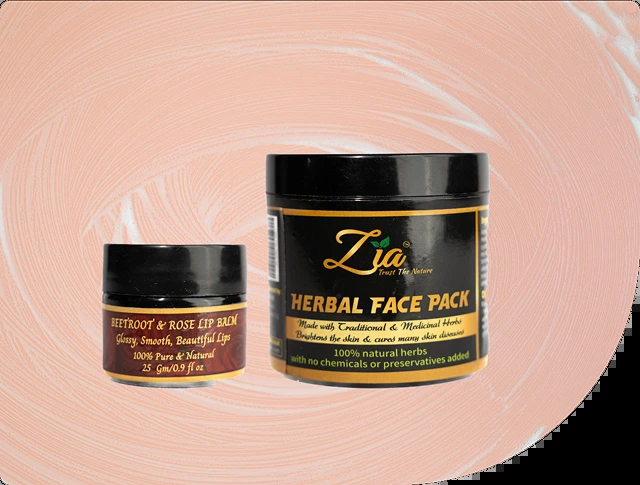 BEETROOT & ROSE LIP BALM
Glossy, Smooth, Beautiful Lips
100% Pure & Natural
25 Gm/0.9 fl oz
Zia
Trust The Nature
HERBAL FACE PACK
Made with Traditional & Medicinal Herbs
Brightens the skin & cures many skin diseases
100% natural herbs
with no chemicals or preservatives added